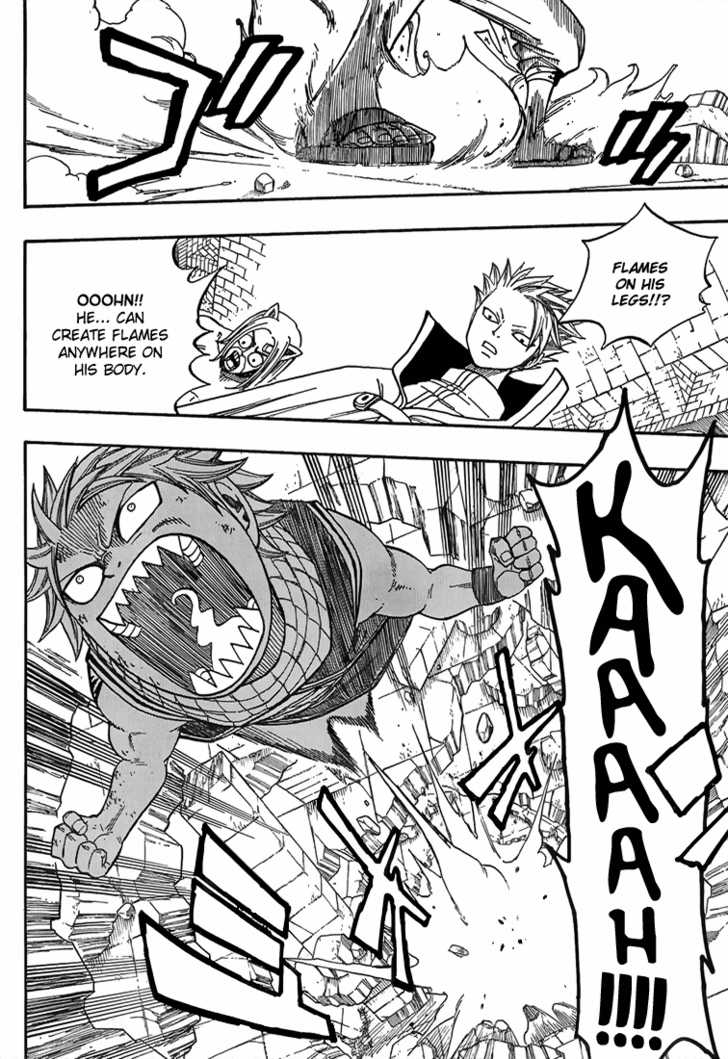 FLAMES
ON HIS
LEGS!!?
OOOHN!!
HE... CAN
CREATE FLAMES
ANYWHERE ON
HIS BODY.
KAAAAH!!!!